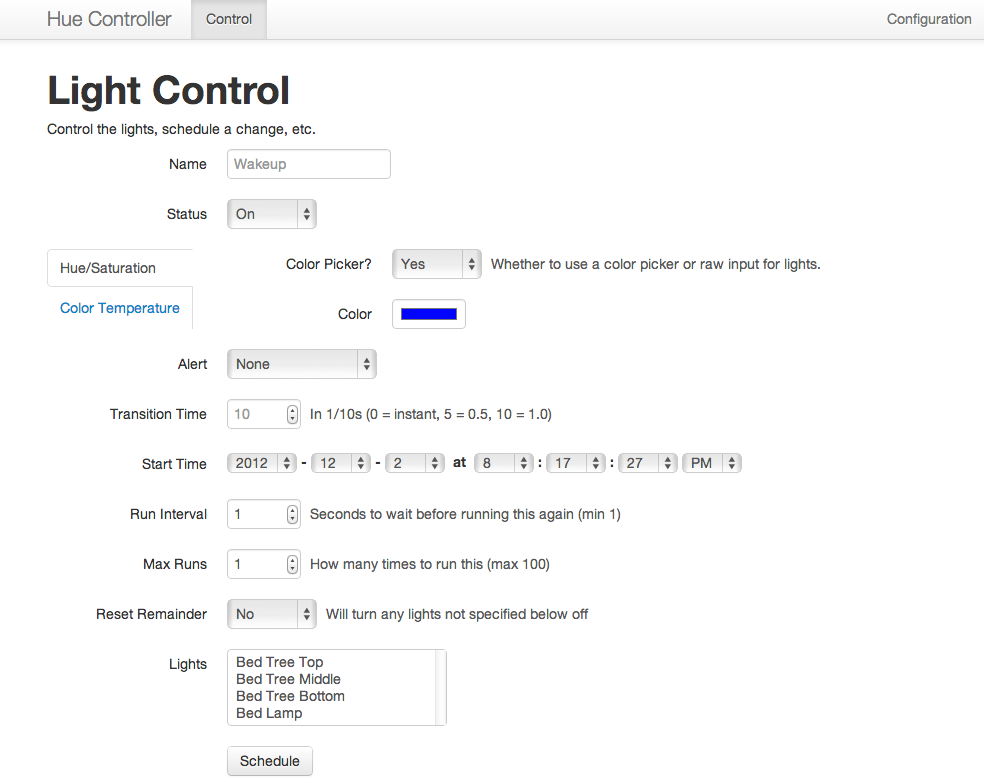 Hue Controller Control Configuration
Light Control
Control the lights, schedule a change, etc.
Name Wakeup
Status On
Hue/Saturation
Color Temperature
Color Picker? Yes Whether to use a color picker or raw input for lights.
Color
Alert None
Transition Time 10 In 1/10s (0 = instant, 5 = 0.5, 10 = 1.0)
Start Time 2012 - 12 - 2 at 8 : 17 : 27 PM
Run Interval 1 Seconds to wait before running this again (min 1)
Max Runs 1 How many times to run this (max 100)
Reset Remainder No Will turn any lights not specified below off
Lights Bed Tree Top
Bed Tree Middle
Bed Tree Bottom
Bed Lamp
Schedule